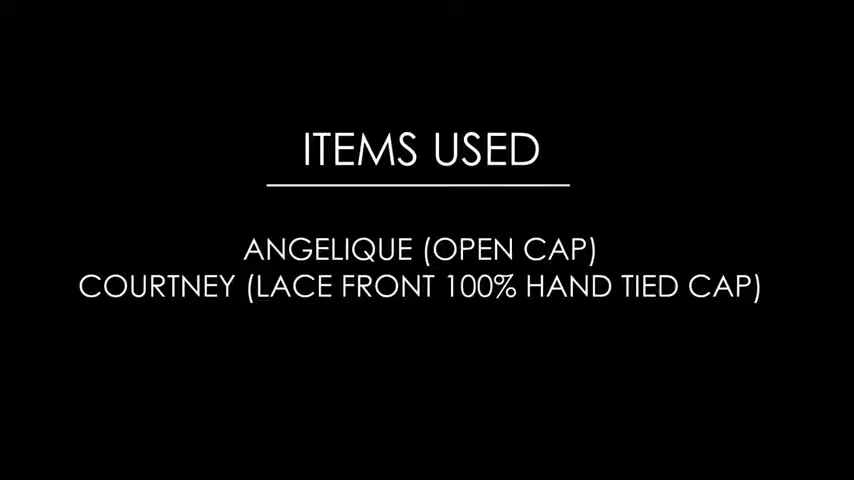 ITEMS USED
ANGELIQUE (OPEN CAP)
COURTNEY (LACE FRONT 100% HAND TIED CAP)